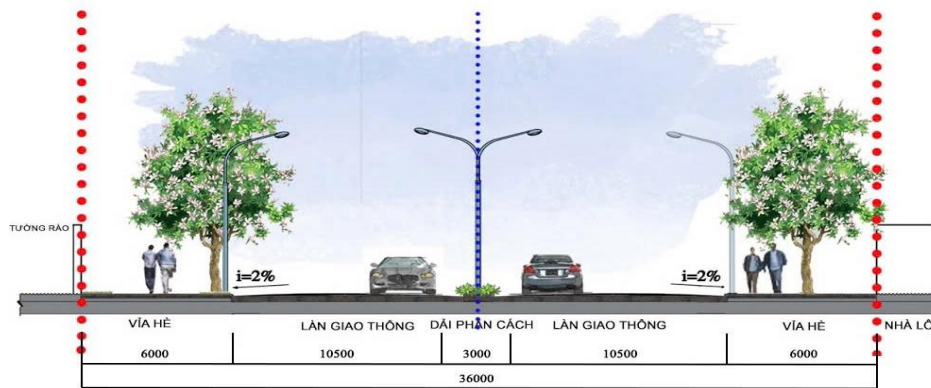 TƯỜNG RÀO
i=2% i=2%
VỈA HÈ LÀN GIAO THÔNG DẢI PHÂN CÁCH LÀN GIAO THÔNG VỈA HÈ NHÀ LÔ
6000 10500 3000 10500 6000
36000